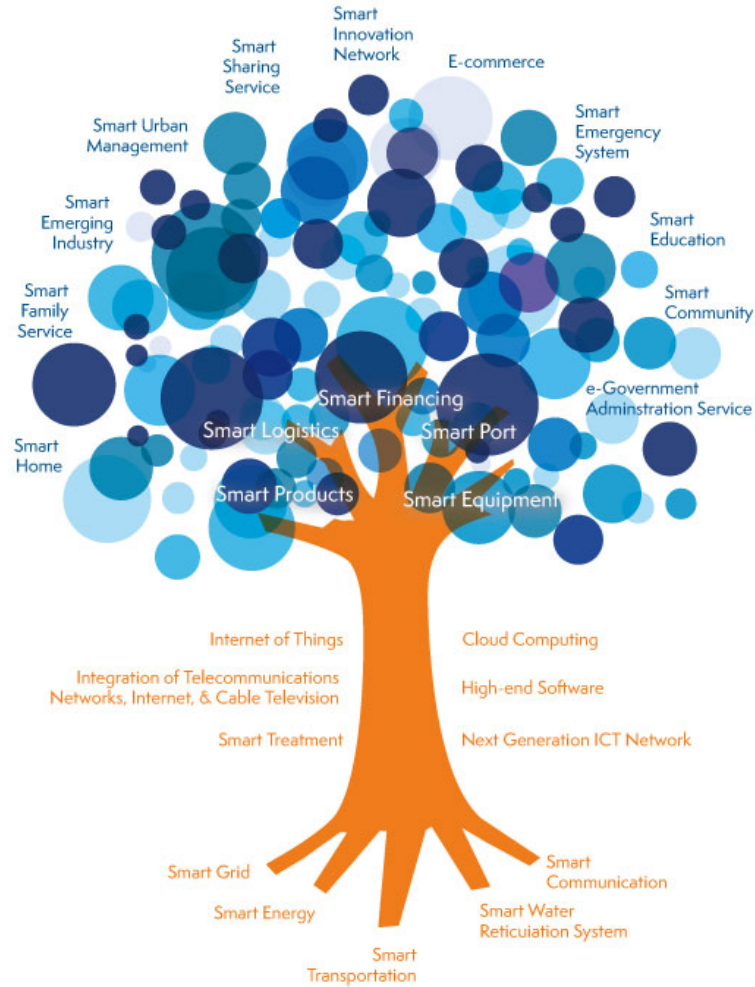 Smart
Innovation
Network
Smart
Sharing
Service
E-commerce
Smart Urban
Management
Smart
Emergency
System
Smart
Emerging
Industry
Smart
Education
Smart
Family
Service
Smart
Community
Smart Financing
e-Government
Adminstration Service
Smart Logistics
Smart Port
Smart
Home
Smart Products
Smart Equipment
Internet of Things
Cloud Computing
Integration of Telecommunications
Networks, Internet, & Cable Television
High-end Software
Smart Treatment
Next Generation ICT Network
Smart Grid
Smart
Communication
Smart Energy
Smart Water
Reticuiation System
Smart
Transportation